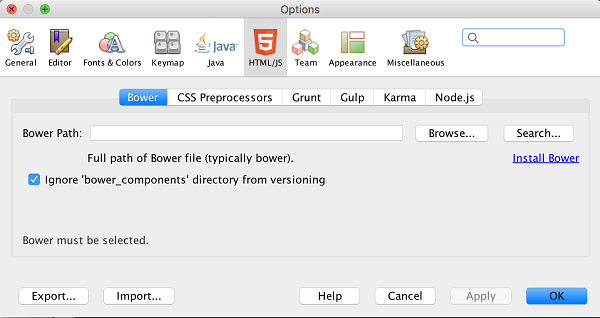 Options
General Editor Fonts & Colors Keymap Java HTML/JS Team Appearance Miscellaneous
Bower CSS Preprocessors Grunt Gulp Karma Node.js
Bower Path: Browse... Search...
Full path of Bower file (typically bower). Install Bower
Ignore 'bower_components' directory from versioning
Bower must be selected.
Export... Import... Help Cancel Apply OK